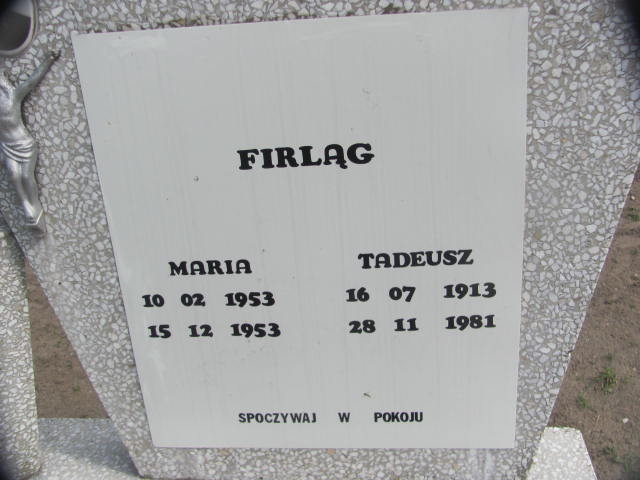 FIRLĄG
MARIA
10 02 1953
15 12 1953
TADEUSZ
16 07 1913
28 11 1981
SPOCZYWAJ W POKOJU